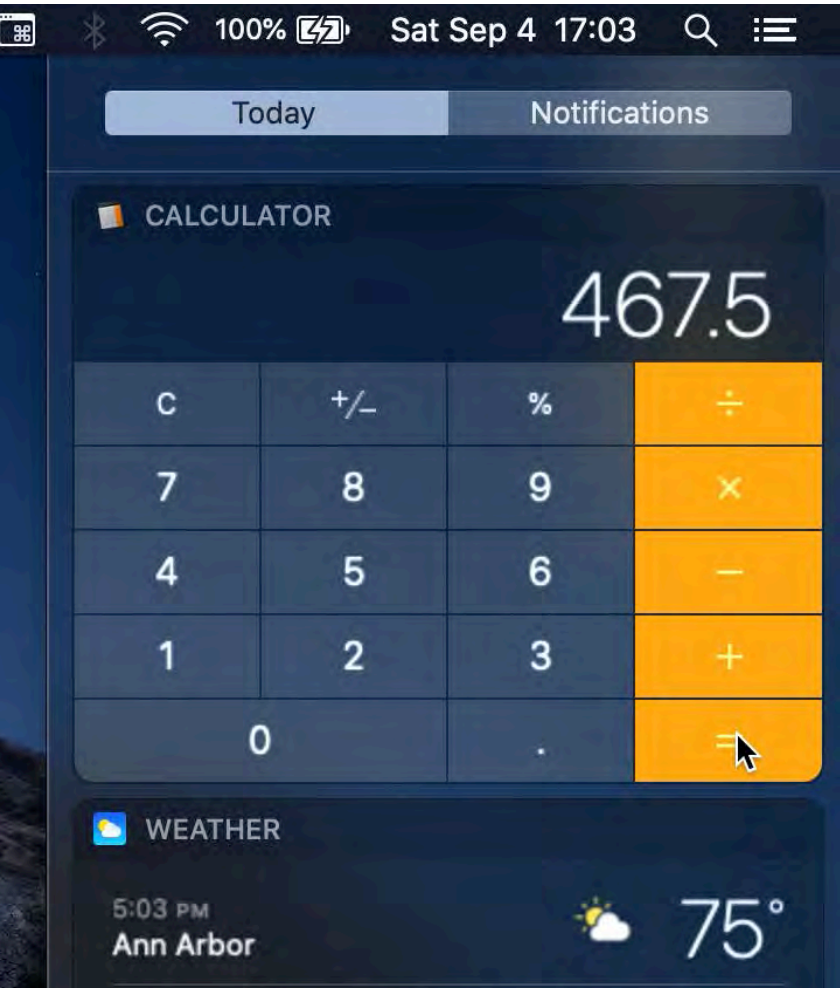 100% Sat Sep 4 17:03
Today Notifications
CALCULATOR
467.5
C +/− % ÷
7 8 9 ×
4 5 6 −
1 2 3 +
0 . =
WEATHER
5:03 PM
Ann Arbor
75°